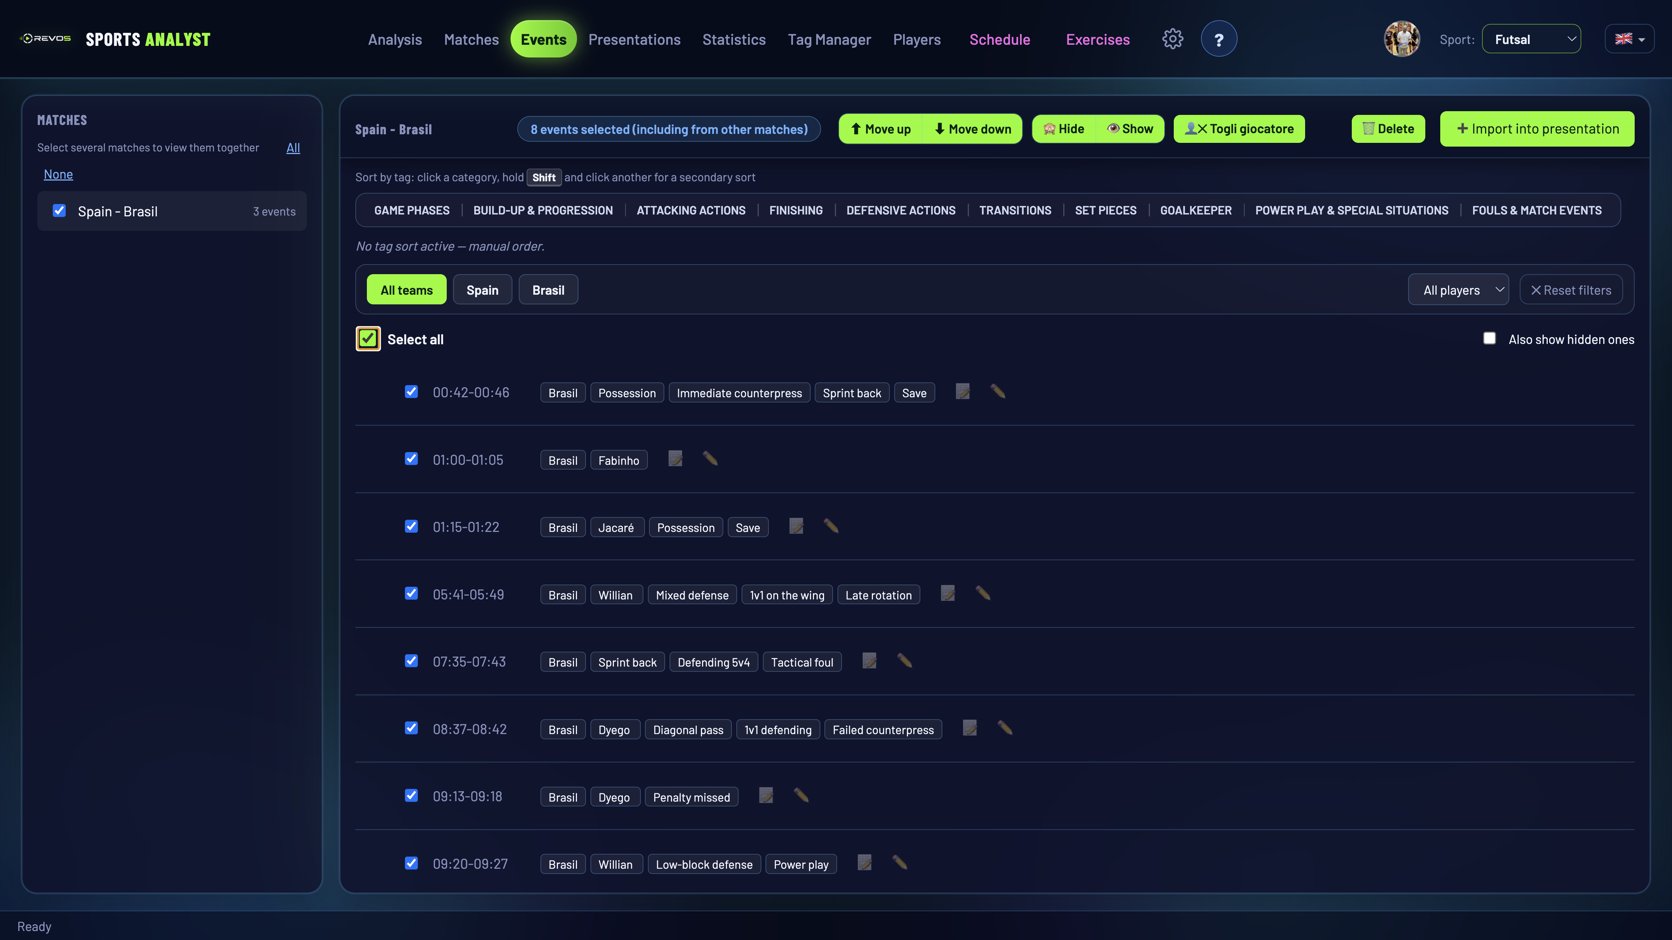 REVOS SPORTS ANALYST
Analysis Matches Events Presentations Statistics Tag Manager Players Schedule Exercises ? Sport: Futsal
MATCHES
Select several matches to view them together All
None
Spain - Brasil 3 events
Spain - Brasil 8 events selected (including from other matches) Move up Move down Hide Show Togli giocatore Delete Import into presentation
Sort by tag: click a category, hold Shift and click another for a secondary sort
GAME PHASES BUILD-UP & PROGRESSION ATTACKING ACTIONS FINISHING DEFENSIVE ACTIONS TRANSITIONS SET PIECES GOALKEEPER POWER PLAY & SPECIAL SITUATIONS FOULS & MATCH EVENTS
No tag sort active — manual order.
All teams Spain Brasil All players Reset filters
Select all Also show hidden ones
00:42-00:46 Brasil Possession Immediate counterpress Sprint back Save
01:00-01:05 Brasil Fabinho
01:15-01:22 Brasil Jacaré Possession Save
05:41-05:49 Brasil Willian Mixed defense 1v1 on the wing Late rotation
07:35-07:43 Brasil Sprint back Defending 5v4 Tactical foul
08:37-08:42 Brasil Dyego Diagonal pass 1v1 defending Failed counterpress
09:13-09:18 Brasil Dyego Penalty missed
09:20-09:27 Brasil Willian Low-block defense Power play
Ready